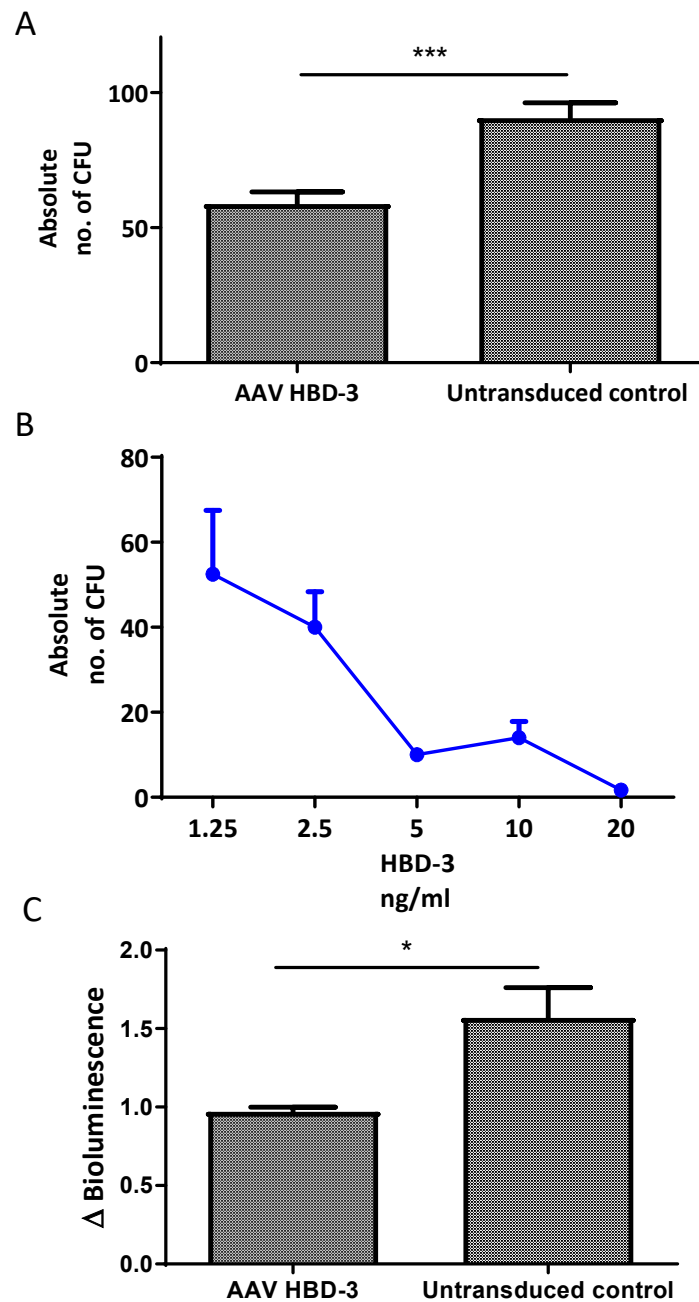 A
***
100
50
0
Absolute
no. of CFU
AAV HBD-3 Untransduced control
B
80
60
40
20
0
Absolute
no. of CFU
1.25 2.5 5 10 20
HBD-3
ng/ml
C
*
2.0
1.5
1.0
0.5
0.0
Δ Bioluminescence
AAV HBD-3 Untransduced control